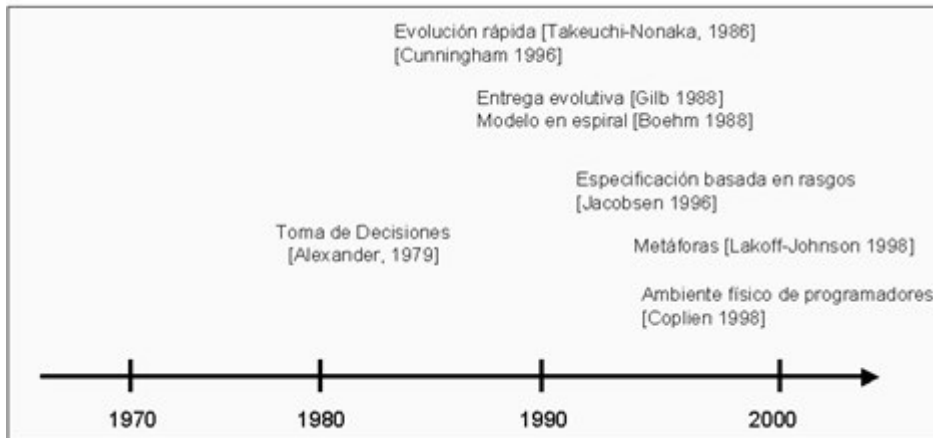 Evolución rápida [Takeuchi-Nonaka, 1986]
[Cunningham 1996]
Entrega evolutiva [Gilb 1988]
Modelo en espiral [Boehm 1988]
Especificación basada en rasgos
[Jacobsen 1996]
Toma de Decisiones
[Alexander, 1979]
Metáforas [Lakoff-Johnson 1998]
Ambiente físico de programadores
[Coplien 1998]
1970
1980
1990
2000